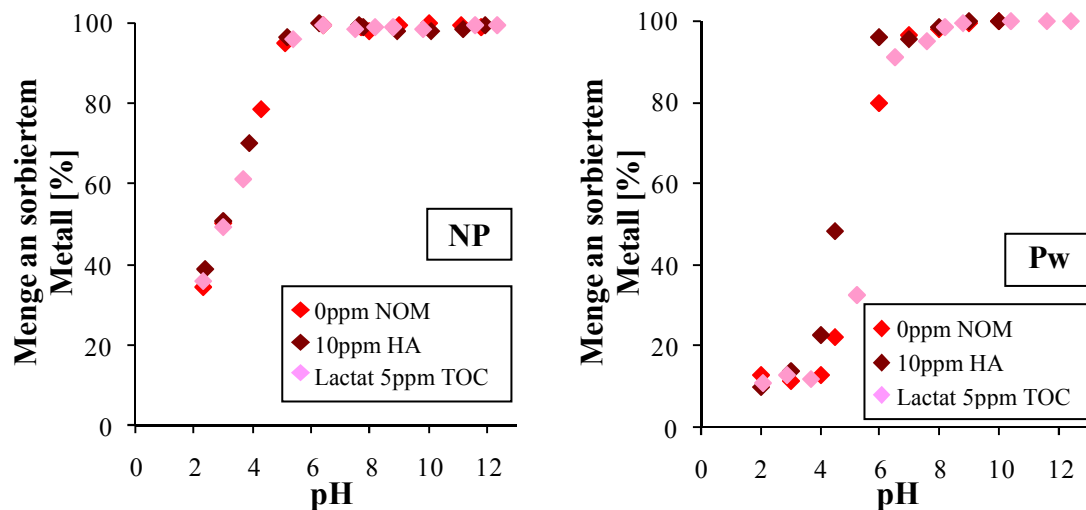 Menge an sorbiertem
Metall [%]
100
80
60
40
20
0
0 2 4 6 8 10 12
pH
NP
0ppm NOM
10ppm HA
Lactat 5ppm TOC
Menge an sorbiertem
Metall [%]
100
80
60
40
20
0
0 2 4 6 8 10 12
pH
Pw
0ppm NOM
10ppm HA
Lactat 5ppm TOC